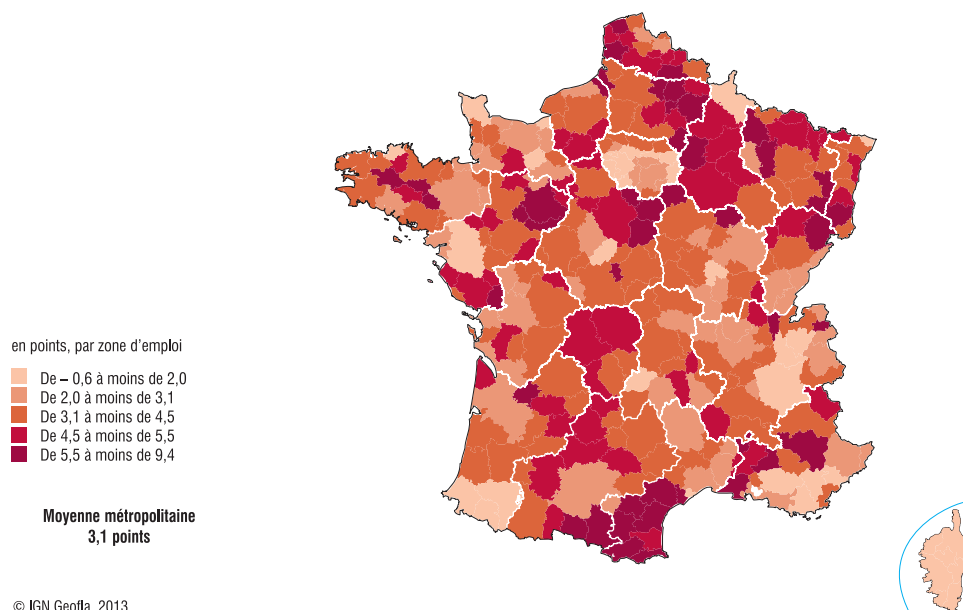 en points, par zone d'emploi
De – 0,6 à moins de 2,0
De 2,0 à moins de 3,1
De 3,1 à moins de 4,5
De 4,5 à moins de 5,5
De 5,5 à moins de 9,4
Moyenne métropolitaine
3,1 points
© IGN Geofla, 2013